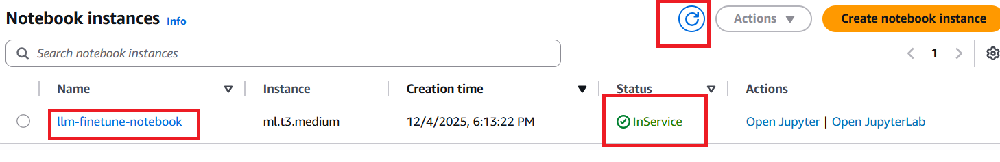 Notebook instances Info
Actions
Create notebook instance
Search notebook instances
1
Name Instance Creation time Status Actions
llm-finetune-notebook ml.t3.medium 12/4/2025, 6:13:22 PM InService Open Jupyter | Open JupyterLab